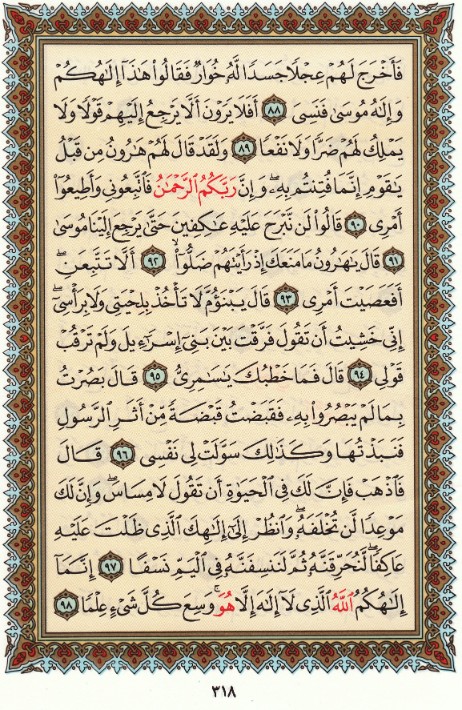 فَأَخْرَجَ لَهُمْ عِجْلًا جَسَدًا لَّهُۥ خُوَارٌ فَقَالُوا۟ هَٰذَآ إِلَٰهُكُمْ
وَإِلَٰهُ مُوسَىٰ فَنَسِىَ ٨٨ أَفَلَا يَرَوْنَ أَلَّا يَرْجِعُ إِلَيْهِمْ قَوْلًا وَلَا
يَمْلِكُ لَهُمْ ضَرًّا وَلَا نَفْعًا ٨٩ وَلَقَدْ قَالَ لَهُمْ هَٰرُونُ مِن قَبْلُ
يَٰقَوْمِ إِنَّمَا فُتِنتُم بِهِۦ ۖ وَإِنَّ رَبَّكُمُ ٱلرَّحْمَٰنُ فَٱتَّبِعُونِى وَأَطِيعُوٓا۟
أَمْرِى ٩٠ قَالُوا۟ لَن نَّبْرَحَ عَلَيْهِ عَٰكِفِينَ حَتَّىٰ يَرْجِعَ إِلَيْنَا مُوسَىٰ
٩١ قَالَ يَٰهَٰرُونُ مَا مَنَعَكَ إِذْ رَأَيْتَهُمْ ضَلُّوٓا۟ ٩٢ أَلَّا تَتَّبِعَنِ ۖ
أَفَعَصَيْتَ أَمْرِى ٩٣ قَالَ يَبْنَؤُمَّ لَا تَأْخُذْ بِلِحْيَتِى وَلَا بِرَأْسِىٓ ۖ
إِنِّى خَشِيتُ أَن تَقُولَ فَرَّقْتَ بَيْنَ بَنِىٓ إِسْرَٰٓءِيلَ وَلَمْ تَرْقُبْ
قَوْلِى ٩٤ قَالَ فَمَا خَطْبُكَ يَٰسَٰمِرِىُّ ٩٥ قَالَ بَصُرْتُ
بِمَا لَمْ يَبْصُرُوا۟ بِهِۦ فَقَبَضْتُ قَبْضَةً مِّنْ أَثَرِ ٱلرَّسُولِ
فَنَبَذْتُهَا وَكَذَٰلِكَ سَوَّلَتْ لِى نَفْسِى ٩٦ قَالَ
فَٱذْهَبْ فَإِنَّ لَكَ فِى ٱلْحَيَوٰةِ أَن تَقُولَ لَا مِسَاسَ ۖ وَإِنَّ لَكَ
مَوْعِدًا لَّن تُخْلَفَهُۥ ۖ وَٱنظُرْ إِلَىٰٓ إِلَٰهِكَ ٱلَّذِى ظَلْتَ عَلَيْهِ
عَاكِفًا ۖ لَّنُحَرِّقَنَّهُۥ ثُمَّ لَنَنسِفَنَّهُۥ فِى ٱلْيَمِّ نَسْفًا ٩٧ إِنَّمَآ
إِلَٰهُكُمُ ٱللَّهُ ٱلَّذِى لَآ إِلَٰهَ إِلَّا هُوَ ۚ وَسِعَ كُلَّ شَىْءٍ عِلْمًا ٩٨
٣١٨